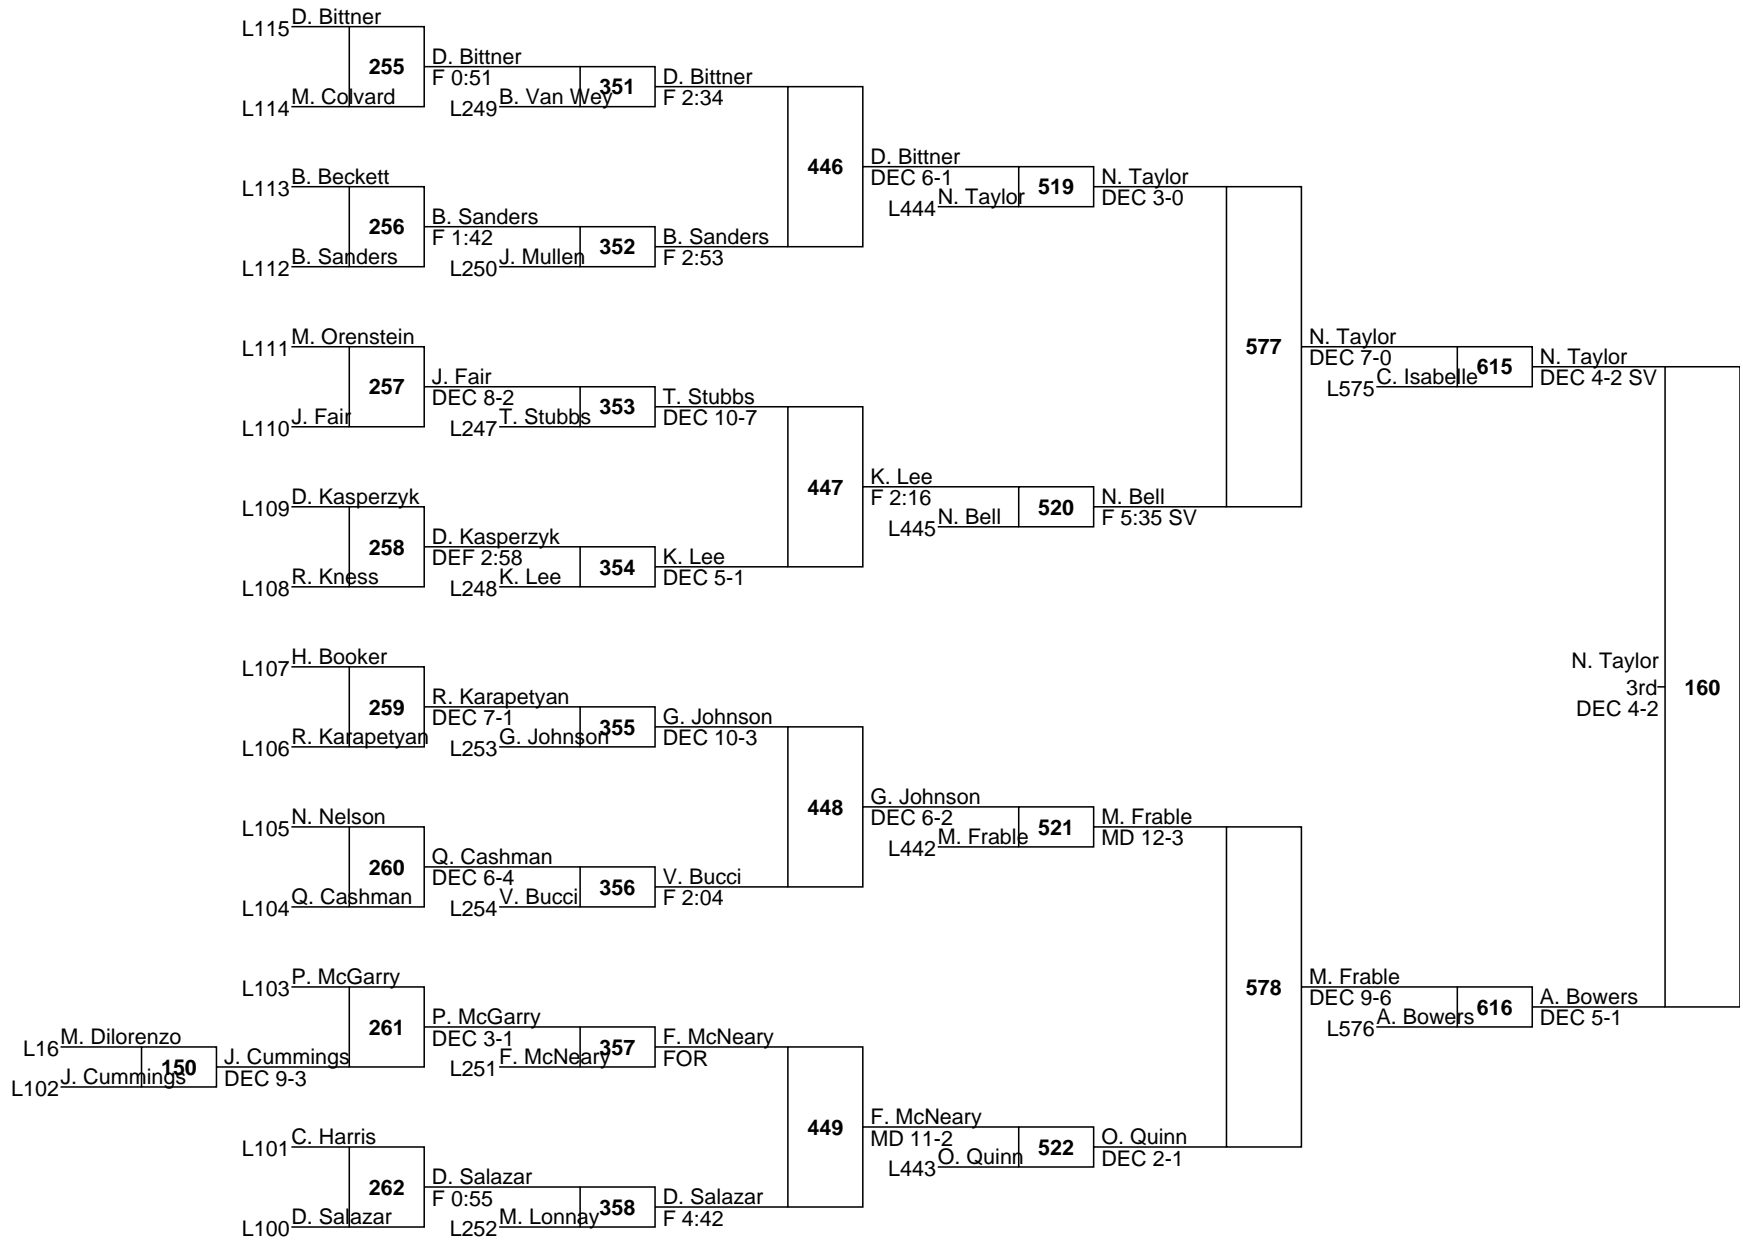 L115 D. Bittner
255
L114 M. Colvard
D. Bittner
F 0:51
351
L249 B. Van Wey
D. Bittner
F 2:34
L113 B. Beckett
256
L112 B. Sanders
B. Sanders
F 1:42
352
L250 J. Mullen
B. Sanders
F 2:53
446
D. Bittner
DEC 6-1
519
L444 N. Taylor
N. Taylor
DEC 3-0
L111 M. Orenstein
257
L110 J. Fair
J. Fair
DEC 8-2
353
L247 T. Stubbs
T. Stubbs
DEC 10-7
L109 D. Kasperzyk
258
L108 R. Kness
D. Kasperzyk
DEF 2:58
354
L248 K. Lee
K. Lee
DEC 5-1
447
K. Lee
F 2:16
520
L445 N. Bell
N. Bell
F 5:35 SV
577
N. Taylor
DEC 7-0
615
L575 C. Isabelle
N. Taylor
DEC 4-2 SV
L107 H. Booker
259
L106 R. Karapetyan
R. Karapetyan
DEC 7-1
355
L253 G. Johnson
G. Johnson
DEC 10-3
L105 N. Nelson
260
L104 Q. Cashman
Q. Cashman
DEC 6-4
356
L254 V. Bucci
V. Bucci
F 2:04
448
G. Johnson
DEC 6-2
521
L442 M. Frable
M. Frable
MD 12-3
L16 M. Dilorenzo
150
L102 J. Cummings
J. Cummings
DEC 9-3
L103 P. McGarry
261
P. McGarry
DEC 3-1
357
L251 F. McNeary
F. McNeary
FOR
L101 C. Harris
262
L100 D. Salazar
D. Salazar
F 0:55
358
L252 M. Lonnay
D. Salazar
F 4:42
449
F. McNeary
MD 11-2
522
L443 O. Quinn
O. Quinn
DEC 2-1
578
M. Frable
DEC 9-6
616
L576 A. Bowers
A. Bowers
DEC 5-1
N. Taylor
3rd
DEC 4-2
160